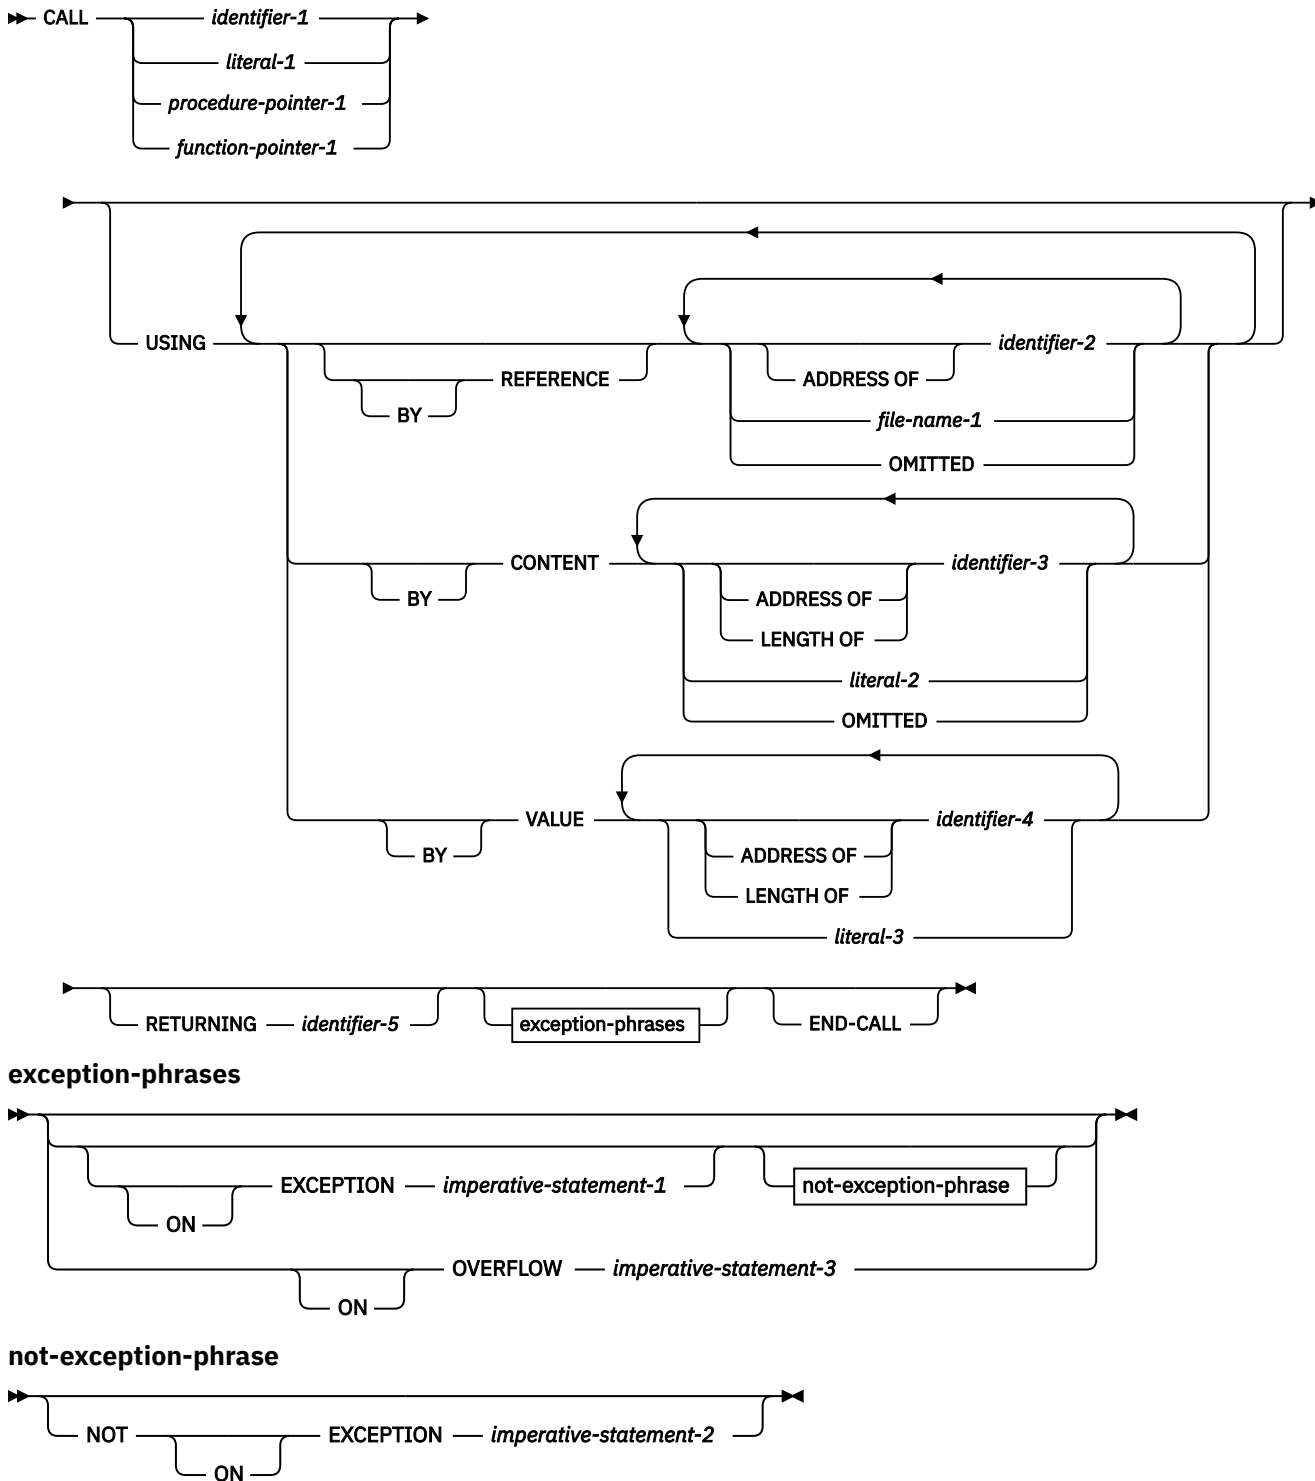 CALL identifier-1
literal-1
procedure-pointer-1
function-pointer-1
USING identifier-2
REFERENCE ADDRESS OF
BY
file-name-1
OMITTED
CONTENT identifier-3
BY ADDRESS OF
LENGTH OF
literal-2
OMITTED
VALUE identifier-4
BY ADDRESS OF
LENGTH OF
literal-3
RETURNING identifier-5 exception-phrases END-CALL
exception-phrases
EXCEPTION imperative-statement-1 not-exception-phrase
ON
OVERFLOW imperative-statement-3
ON
not-exception-phrase
NOT EXCEPTION imperative-statement-2
ON